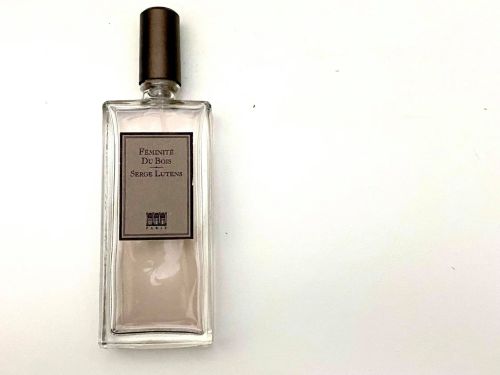 FÉMINITÉ
DU BOIS
SERGE LUTENS
PARIS